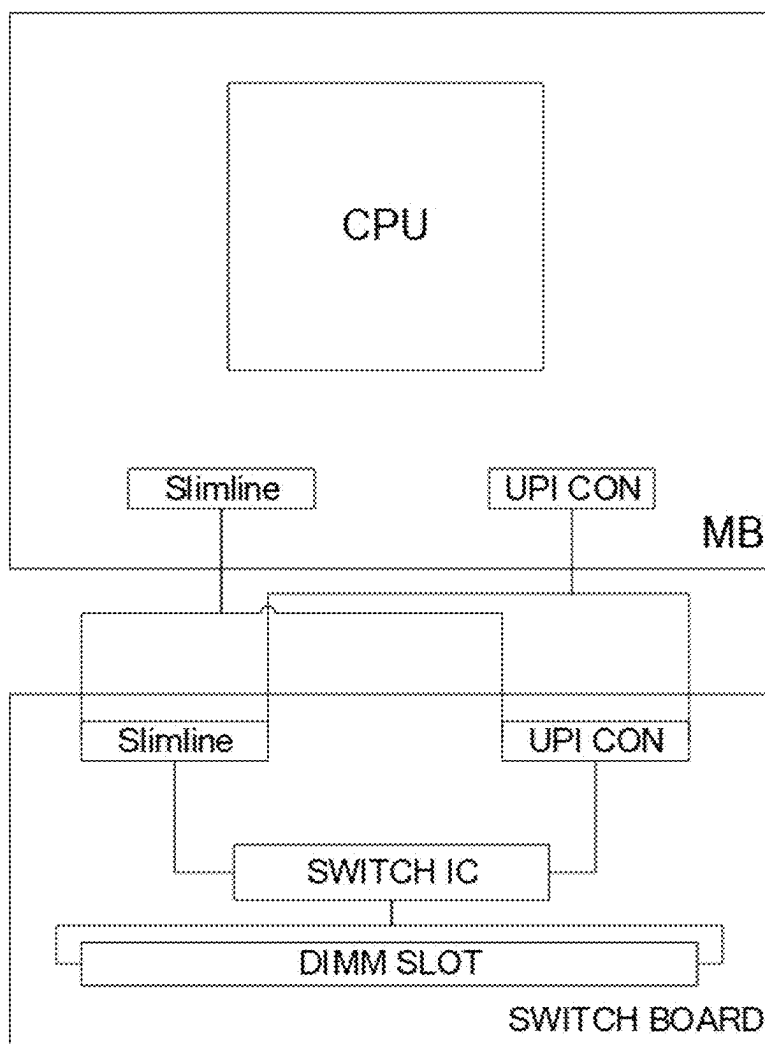 CPU
Slimline
UPI CON
MB
Slimline
UPI CON
SWITCH IC
DIMM SLOT
SWITCH BOARD